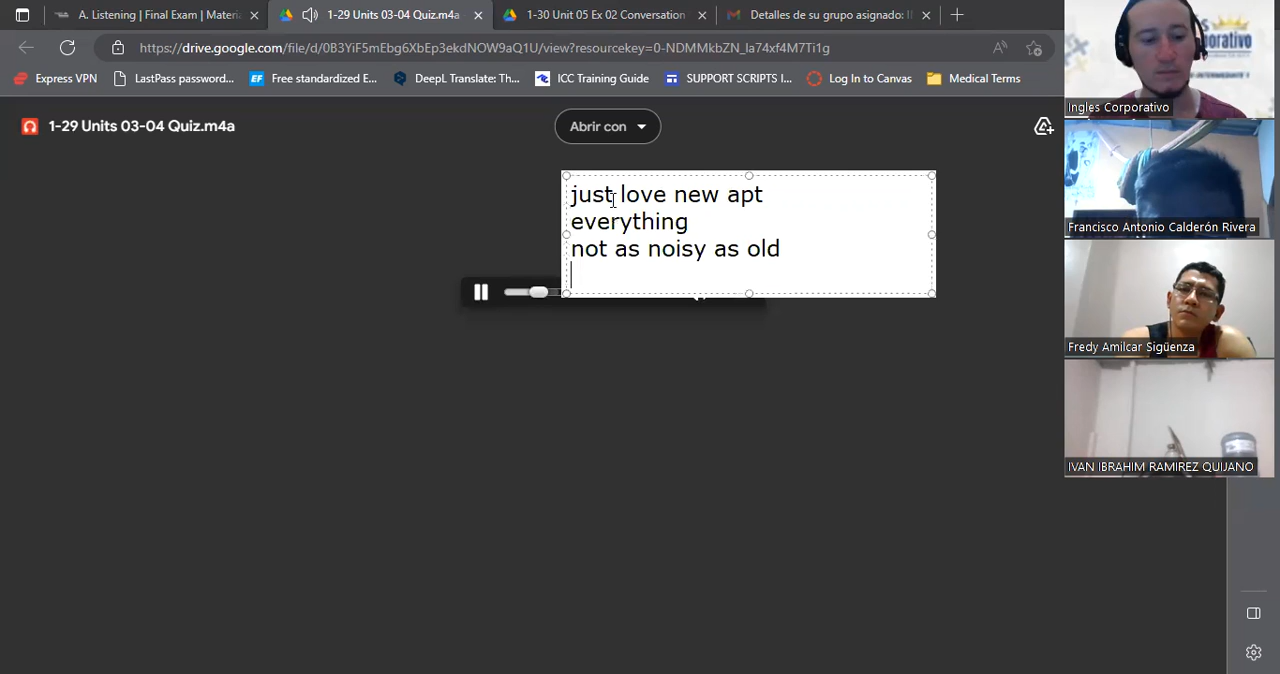 A. Listening | Final Exam | Materi
1-29 Units 03-04 Quiz.m4a
1-30 Unit 05 Ex 02 Conversation
Detalles de su grupo asignado: II
https://drive.google.com/file/d/0B3YiF5mEbg6XbEp3ekdNOW9aQ1U/view?resourcekey=0-NDMMkbZN_la74xf4M7Ti1g
Express VPN
LastPass password...
EF Free standardized E...
DeepL Translate: Th...
ICC Training Guide
SUPPORT SCRIPTS I...
Log In to Canvas
Medical Terms
1-29 Units 03-04 Quiz.m4a
Abrir con
just love new apt
everything
not as noisy as old
Ingles Corporativo
Francisco Antonio Calderón Rivera
Fredy Amilcar Sigüenza
IVAN IBRAHIM RAMIREZ QUIJANO